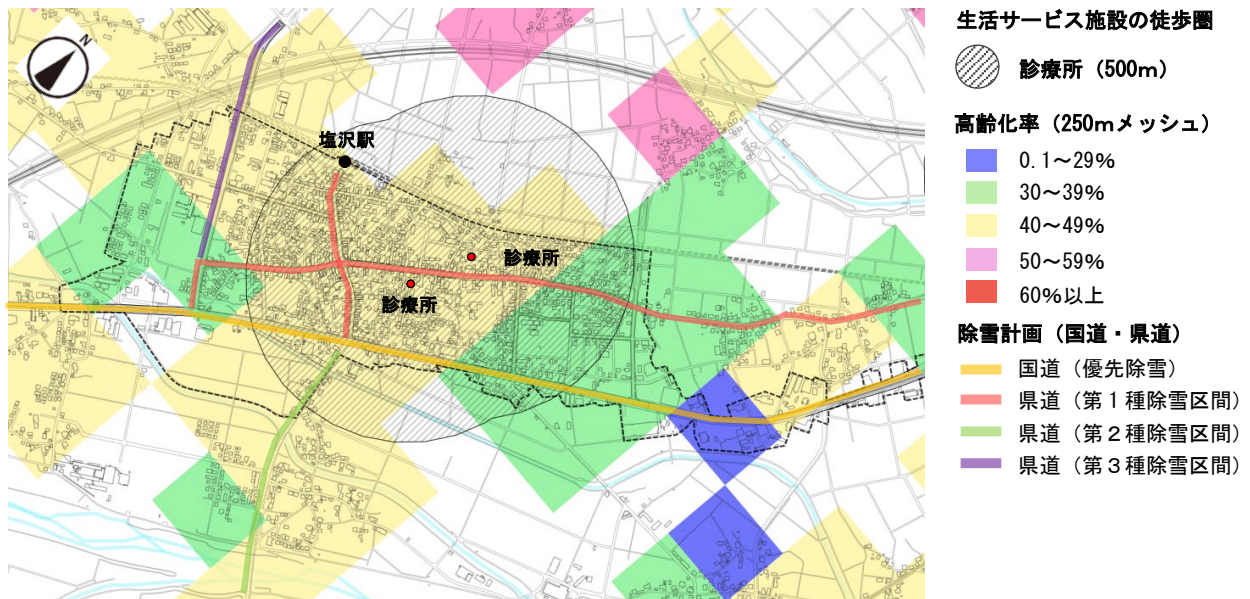 N
塩沢駅
診療所
診療所
生活サービス施設の徒歩圏
診療所（500m）
高齢化率（250mメッシュ）
0.1～29%
30～39%
40～49%
50～59%
60%以上
除雪計画（国道・県道）
国道（優先除雪）
県道（第１種除雪区間）
県道（第２種除雪区間）
県道（第３種除雪区間）